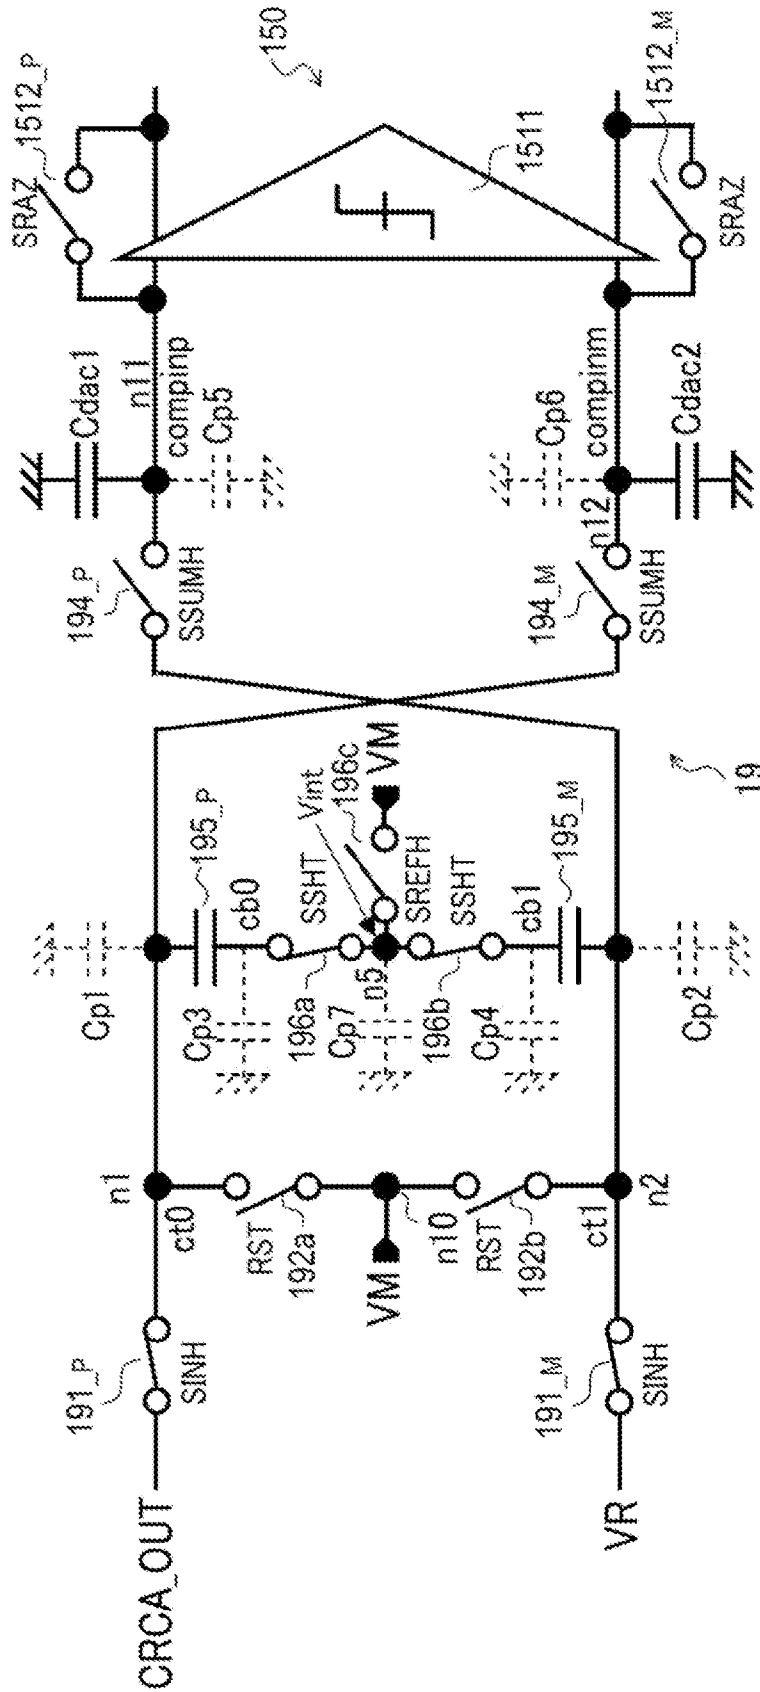 CRCA_OUT
VR
191_P
SINH
191_M
SINH
n1
ct0
RST
192a
VM
n10
RST
192b
ct1
n2
Cp1
195_P
Cp3
cb0
SSHT
196a
Vint
196c
VM
Cp7
n5
SREFH
SSHT
196b
Cp4
cb1
195_M
Cp2
19
194_P
SSUMH
194_M
SSUMH
Cdac1
n11
compinp
Cp5
Cp6
compinm
n12
Cdac2
SRAZ
1512_P
150
1511
1512_M
SRAZ